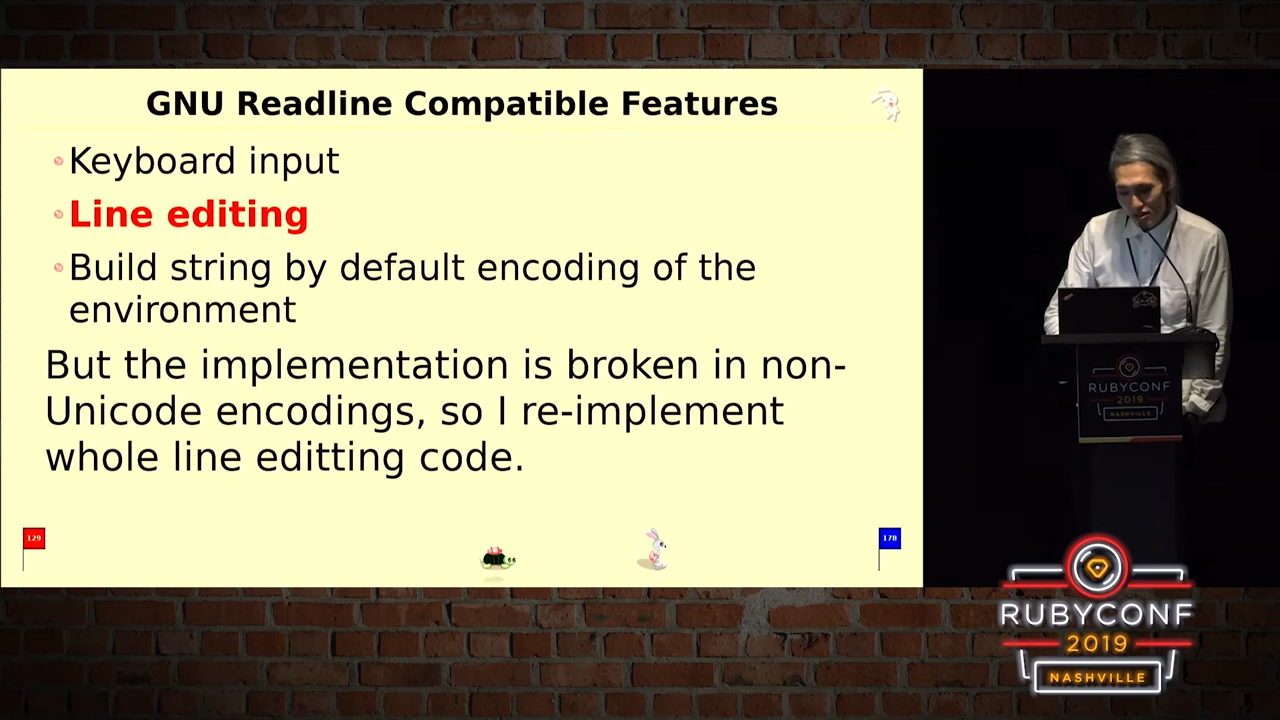 GNU Readline Compatible Features
Keyboard input
Line editing
Build string by default encoding of the
environment
But the implementation is broken in non-
Unicode encodings, so I re-implement
whole line editting code.
129
178
RUBYCONF
2019
NASHVILLE
RUBYCONF
2019
NASHVILLE